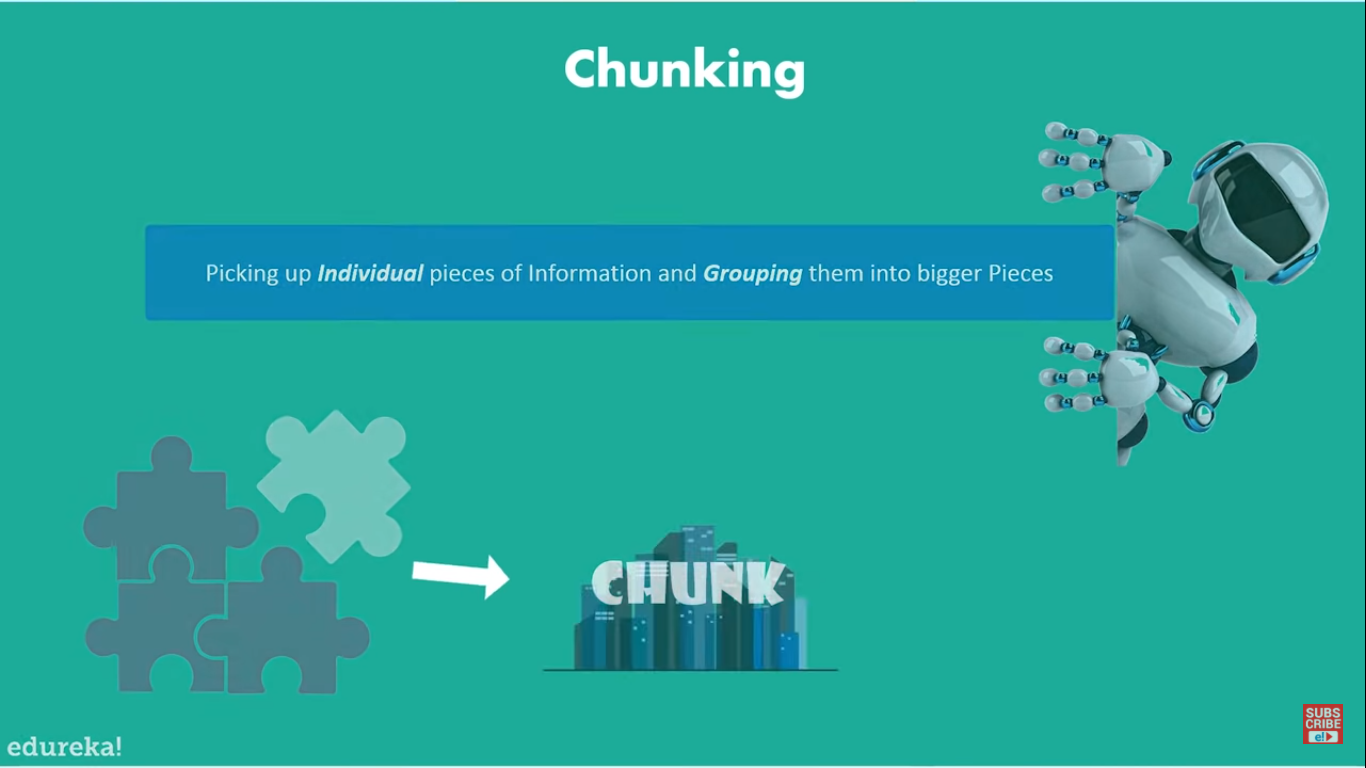 Chunking
Picking up Individual pieces of Information and Grouping them into bigger Pieces
CHUNK
SUBS
CRIBE
e!
edureka!